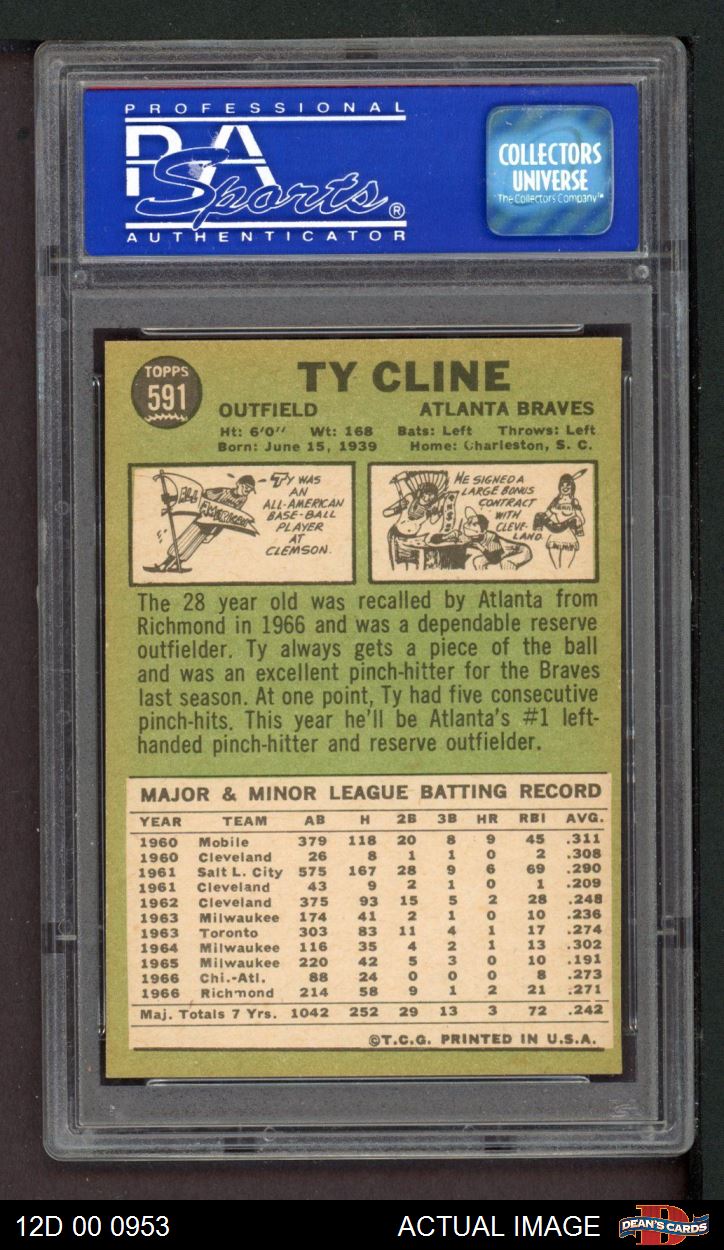 PROFESSIONAL
PSA
Sports®
AUTHENTICATOR
COLLECTORS
UNIVERSE
The Collectors Company™
TOPPS
591
TY CLINE
OUTFIELD ATLANTA BRAVES
Ht: 6'0" Wt: 168 Bats: Left Throws: Left
Born: June 15, 1939 Home: Charleston, S. C.
TY WAS
AN
ALL-AMERICAN
BASE-BALL
PLAYER
AT
CLEMSON.
HE SIGNED A
LARGE BONUS
CONTRACT
WITH
CLEVE-
LAND.
The 28 year old was recalled by Atlanta from
Richmond in 1966 and was a dependable reserve
outfielder. Ty always gets a piece of the ball
and was an excellent pinch-hitter for the Braves
last season. At one point, Ty had five consecutive
pinch-hits. This year he'll be Atlanta's #1 left-
handed pinch-hitter and reserve outfielder.
MAJOR & MINOR LEAGUE BATTING RECORD
YEAR TEAM AB H 2B 3B HR RBI AVG.
1960 Mobile 379 118 20 8 9 45 .311
1960 Cleveland 26 8 1 1 0 2 .308
1961 Salt L. City 575 167 28 9 6 69 .290
1961 Cleveland 43 9 2 1 0 1 .209
1962 Cleveland 375 93 15 5 2 28 .248
1963 Milwaukee 174 41 2 1 0 10 .236
1963 Toronto 303 83 11 4 1 17 .274
1964 Milwaukee 116 35 4 2 1 13 .302
1965 Milwaukee 220 42 5 3 0 10 .191
1966 Chi.-Atl. 88 24 0 0 0 8 .273
1966 Richmond 214 58 9 1 2 21 .271
Maj. Totals 7 Yrs. 1042 252 29 13 3 72 .242
©T.C.G. PRINTED IN U.S.A.
12D 00 0953 ACTUAL IMAGE
DEAN'S CARDS